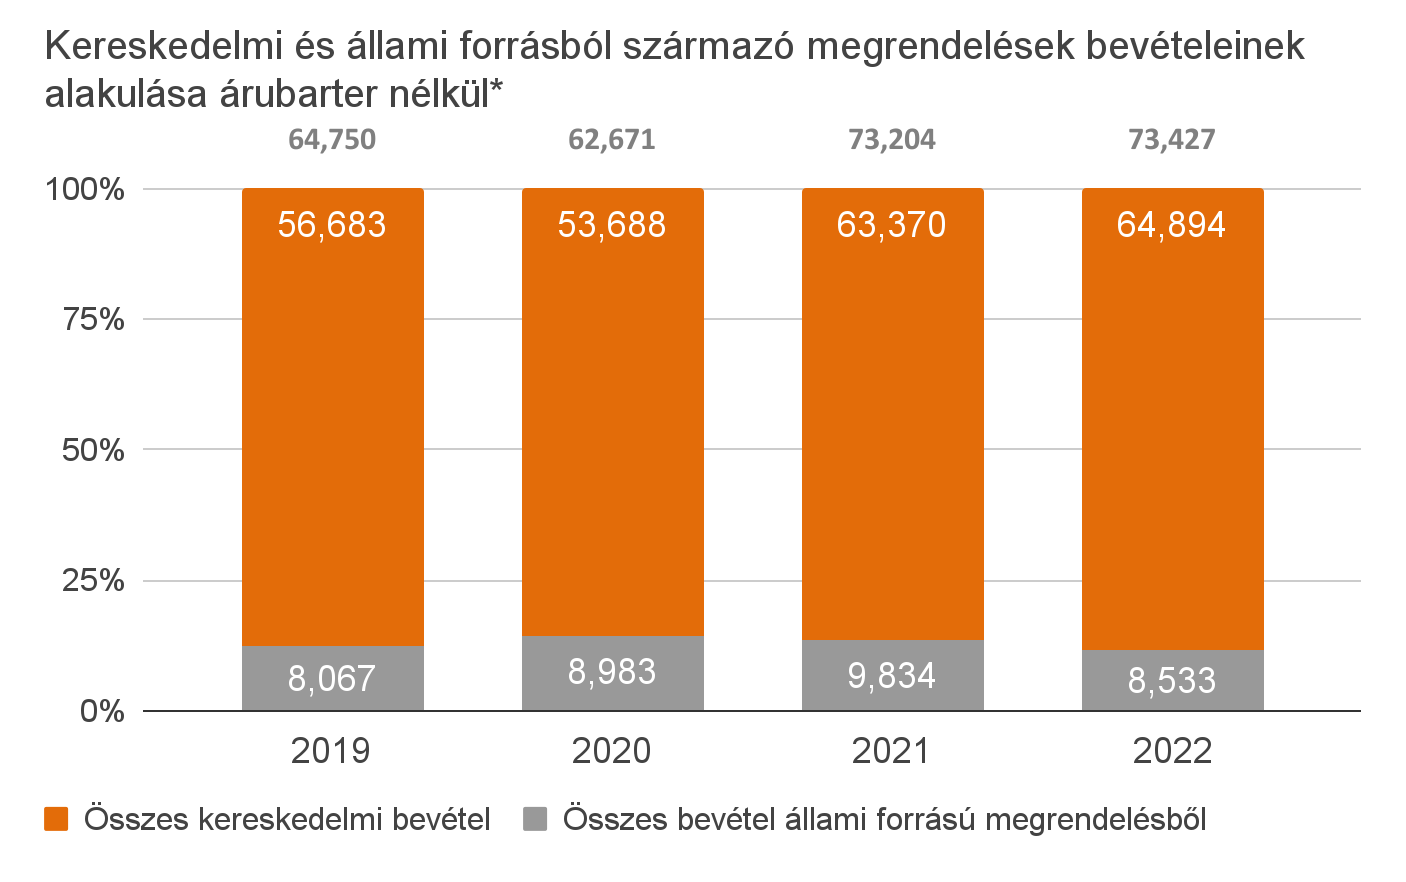 Kereskedelmi és állami forrásból származó megrendelések bevételeinek
alakulása árubarter nélkül*
64,750 62,671 73,204 73,427
100%
56,683 53,688 63,370 64,894
75%
50%
25%
8,067 8,983 9,834 8,533
0%
2019 2020 2021 2022
Összes kereskedelmi bevétel Összes bevétel állami forrású megrendelésből